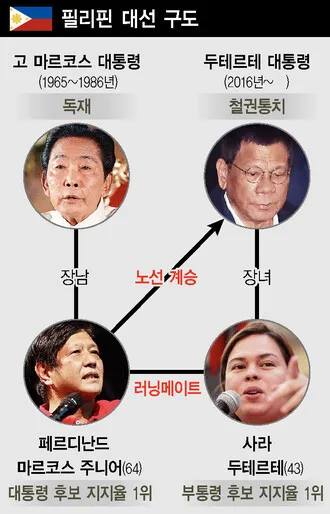 필리핀 대선 구도
고 마르코스 대통령
(1965~1986년)
독재
두테르테 대통령
(2016년~ )
철권통치
장남
노선 계승
장녀
러닝메이트
페르디난드
마르코스 주니어(64)
대통령 후보 지지율 1위
사라
두테르테(43)
부통령 후보 지지율 1위